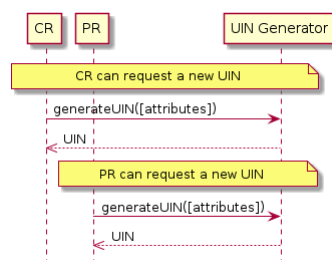 CR PR UIN Generator
CR can request a new UIN
generateUIN([attributes])
UIN
PR can request a new UIN
generateUIN([attributes])
UIN